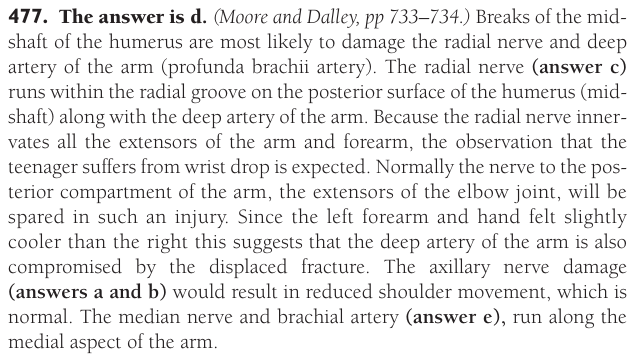 477. The answer is d. (Moore and Dalley, pp 733–734.) Breaks of the mid-
shaft of the humerus are most likely to damage the radial nerve and deep
artery of the arm (profunda brachii artery). The radial nerve (answer c)
runs within the radial groove on the posterior surface of the humerus (mid-
shaft) along with the deep artery of the arm. Because the radial nerve inner-
vates all the extensors of the arm and forearm, the observation that the
teenager suffers from wrist drop is expected. Normally the nerve to the pos-
terior compartment of the arm, the extensors of the elbow joint, will be
spared in such an injury. Since the left forearm and hand felt slightly
cooler than the right this suggests that the deep artery of the arm is also
compromised by the displaced fracture. The axillary nerve damage
(answers a and b) would result in reduced shoulder movement, which is
normal. The median nerve and brachial artery (answer e), run along the
medial aspect of the arm.